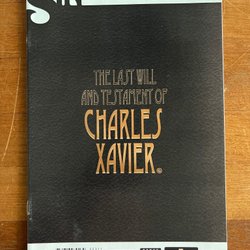 THE LAST WILL
AND TESTAMENT OF
CHARLES
XAVIER